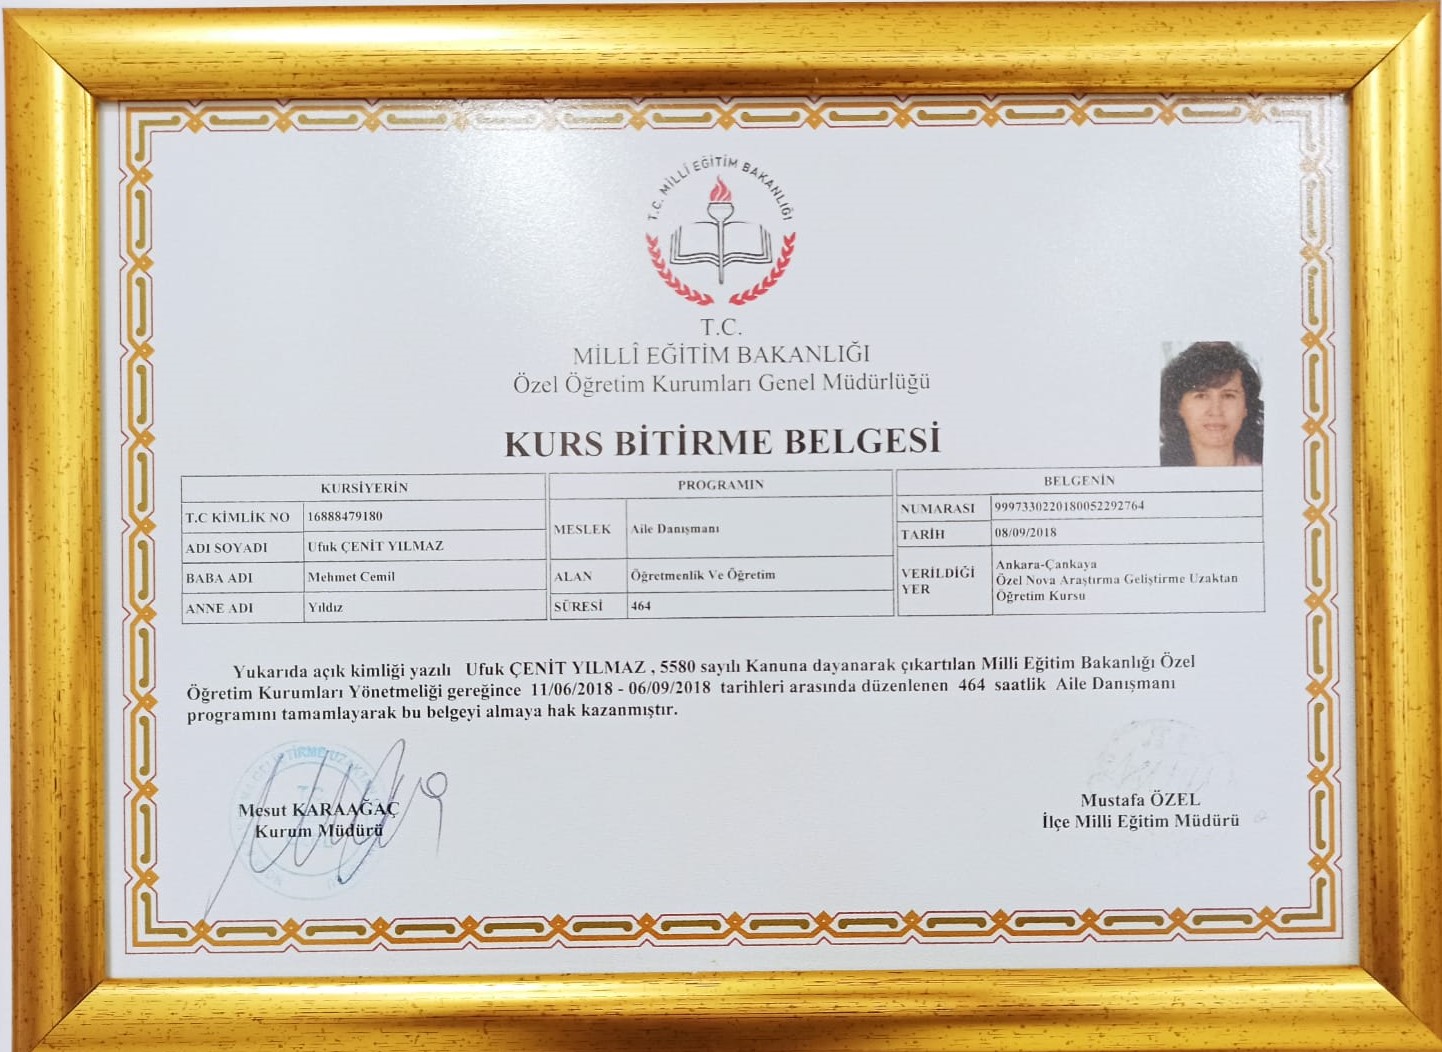 T.C. MİLLİ EĞİTİM BAKANLIĞI
T.C.
MİLLÎ EĞİTİM BAKANLIĞI
Özel Öğretim Kurumları Genel Müdürlüğü
KURS BİTİRME BELGESİ
KURSİYERİN
T.C KİMLİK NO 16888479180
ADI SOYADI Ufuk ÇENİT YILMAZ
BABA ADI Mehmet Cemil
ANNE ADI Yıldız
PROGRAMIN
MESLEK Aile Danışmanı
ALAN Öğretmenlik Ve Öğretim
SÜRESİ 464
BELGENİN
NUMARASI 9997330220180052292764
TARİH 08/09/2018
VERİLDİĞİ YER
Ankara-Çankaya
Özel Nova Araştırma Geliştirme Uzaktan
Öğretim Kursu
Yukarıda açık kimliği yazılı Ufuk ÇENİT YILMAZ , 5580 sayılı Kanuna dayanarak çıkartılan Milli Eğitim Bakanlığı Özel
Öğretim Kurumları Yönetmeliği gereğince 11/06/2018 - 06/09/2018 tarihleri arasında düzenlenen 464 saatlik Aile Danışmanı
programını tamamlayarak bu belgeyi almaya hak kazanmıştır.
Mesut KARAAĞAÇ
Kurum Müdürü
Mustafa ÖZEL
İlçe Milli Eğitim Müdürü